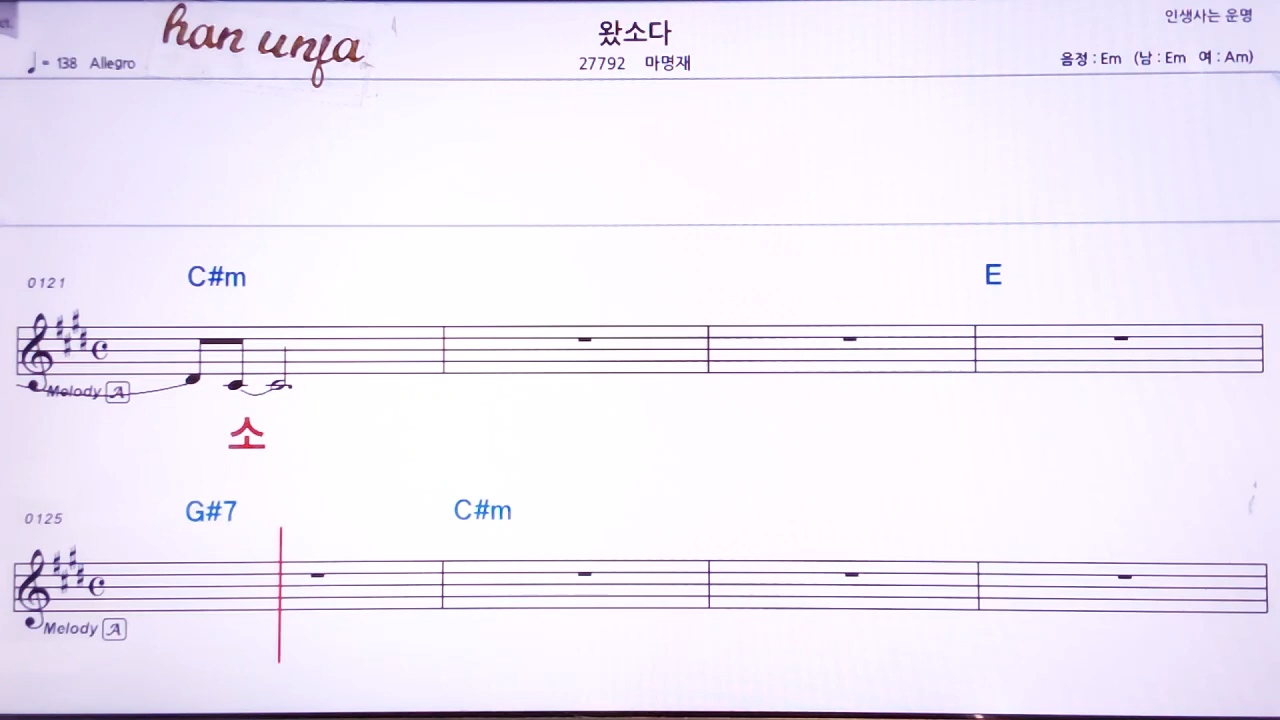 han unja
왔소다
인생사는 운명
♩= 138 Allegro
27792 마명재
음정 : Em (남 : Em 여 : Am)
0121
C#m
E
Melody A
소
0125
G#7
C#m
Melody A